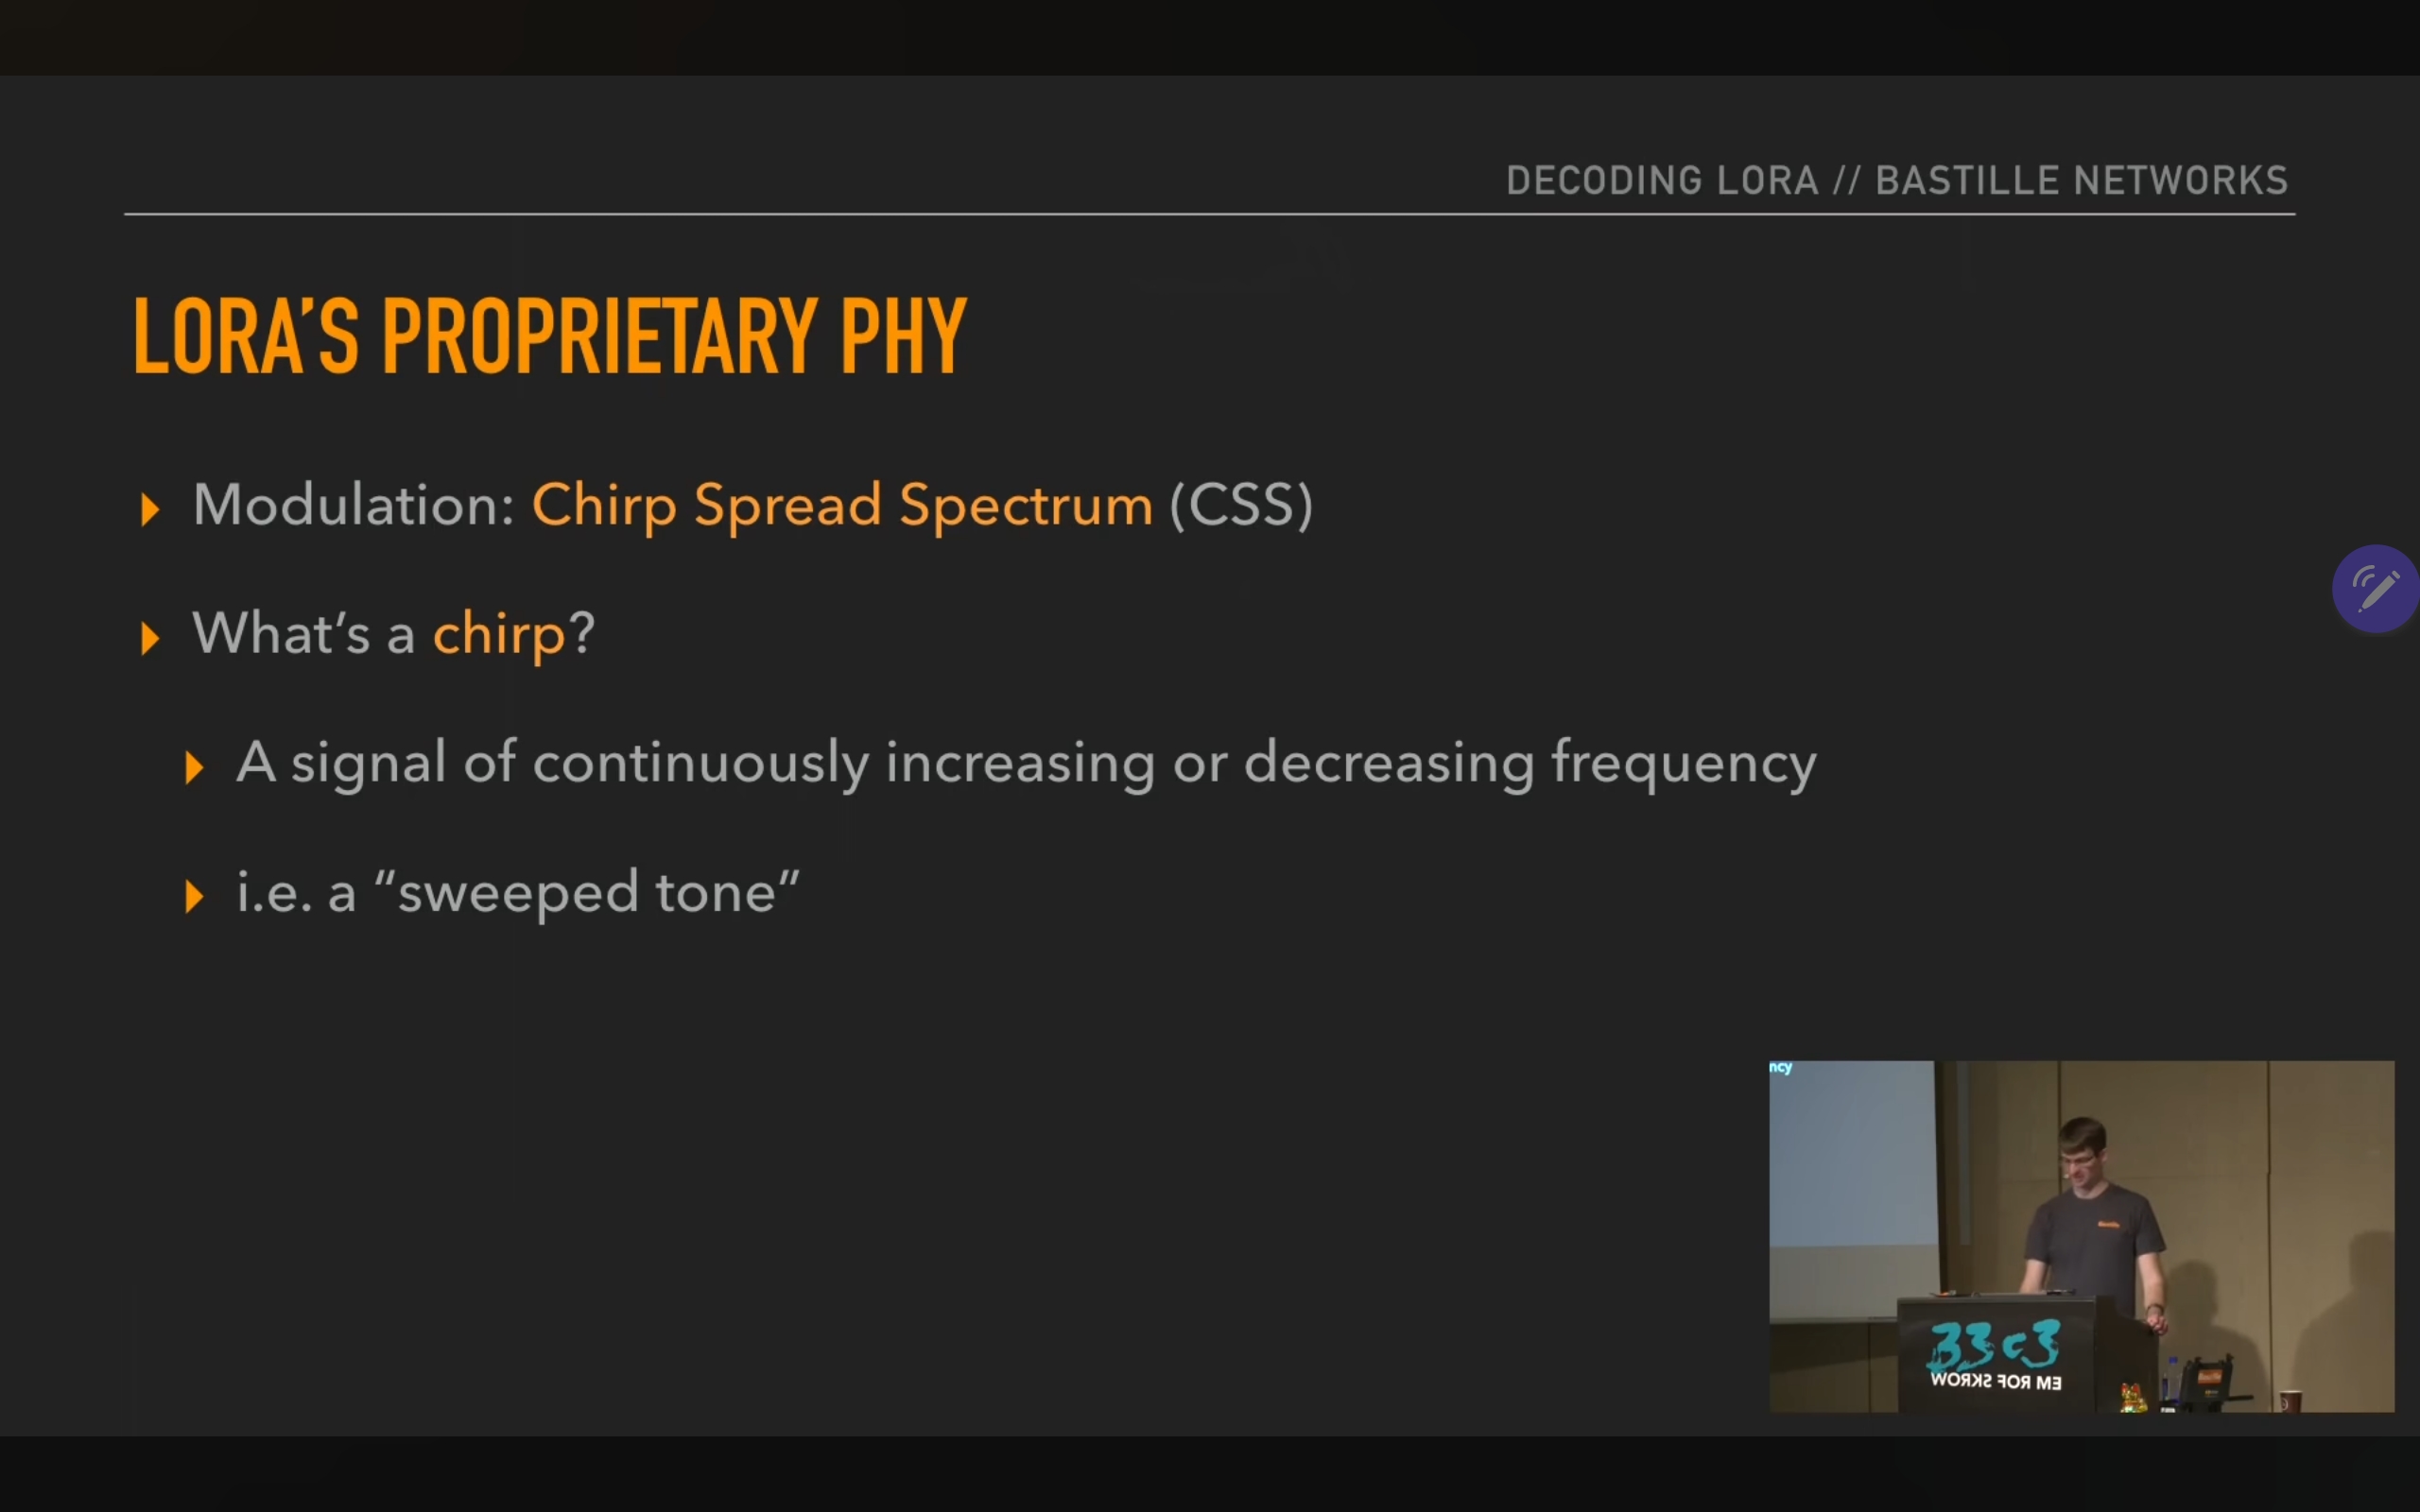 DECODING LORA // BASTILLE NETWORKS
LORA'S PROPRIETARY PHY
Modulation: Chirp Spread Spectrum (CSS)
What's a chirp?
A signal of continuously increasing or decreasing frequency
i.e. a “sweeped tone”
ncy
33c3
WORKS FOR ME